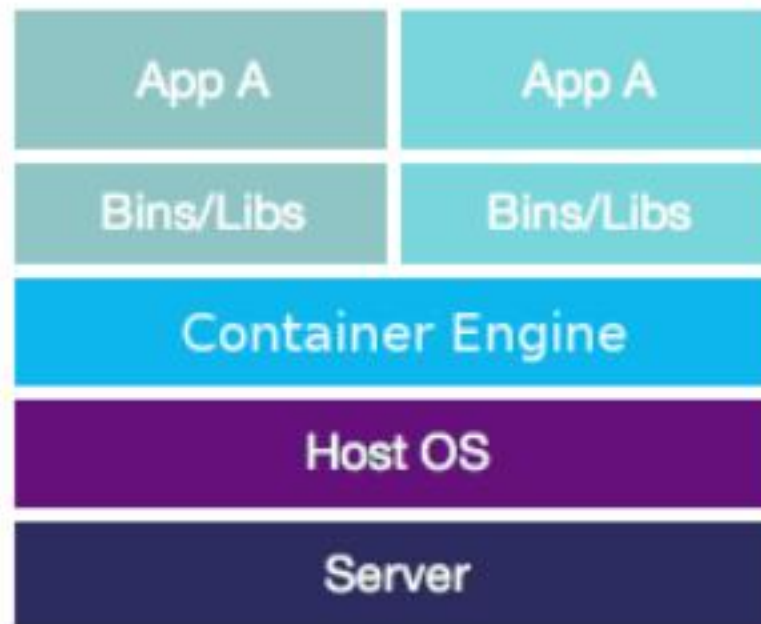 App A App A
Bins/Libs Bins/Libs
Container Engine
Host OS
Server